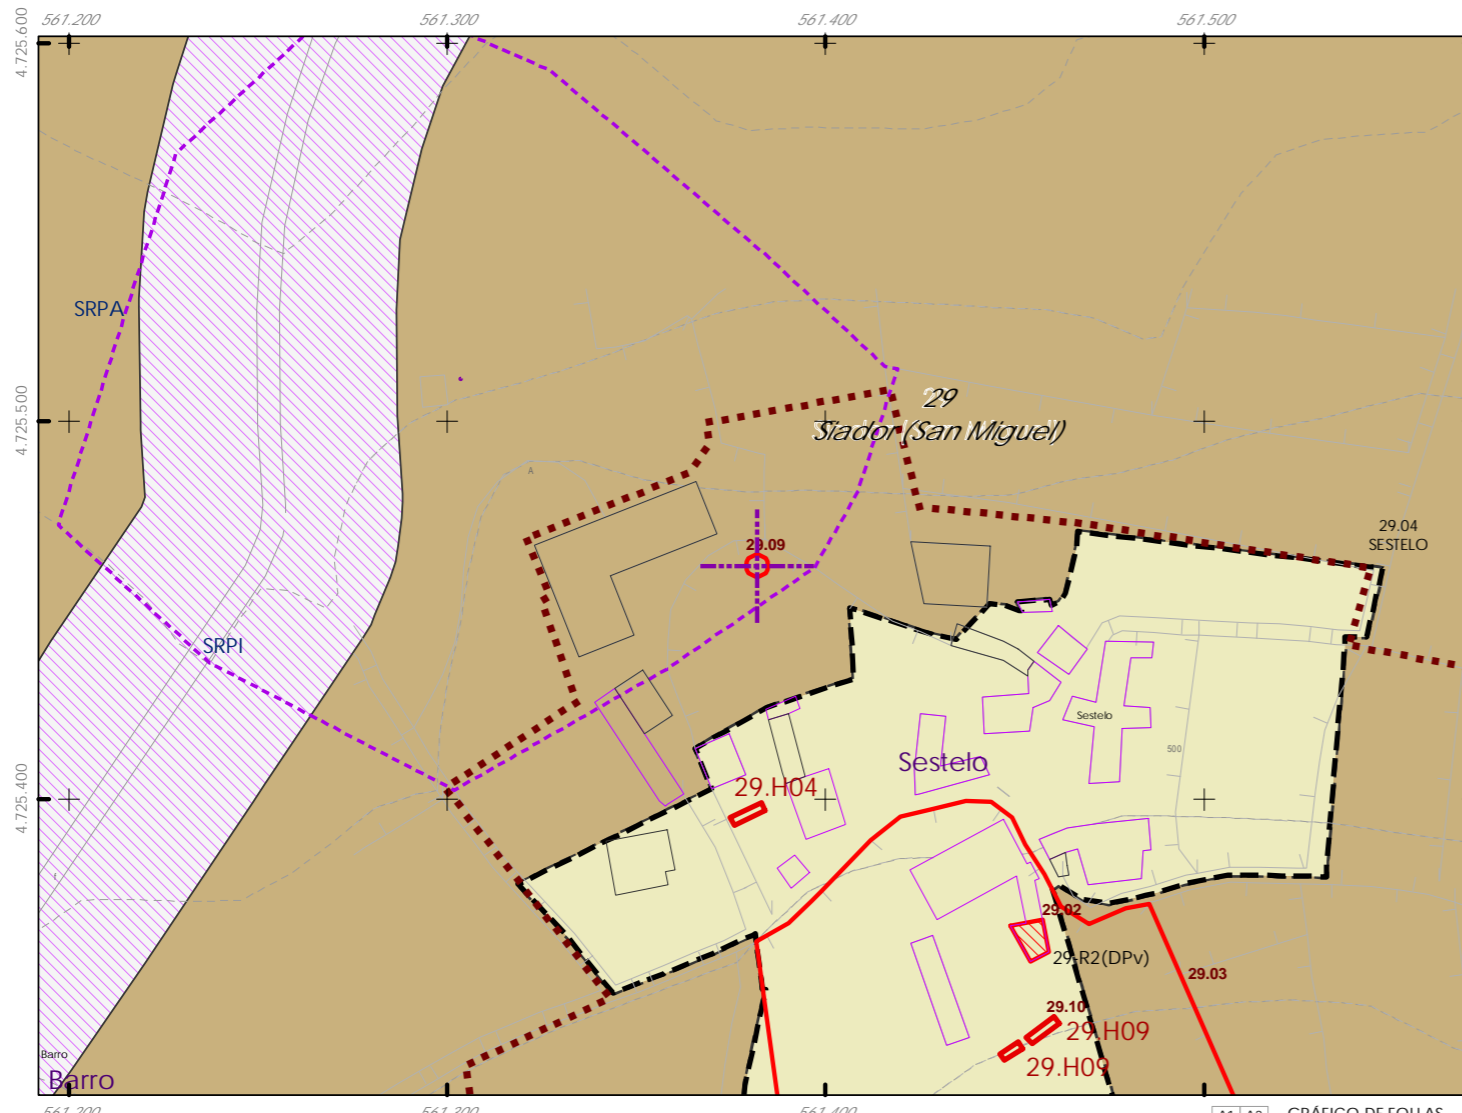 561.200
561.300
561.400
561.500
4.725.600
SRPA
4.725.500
29
Siador (San Miguel)
A
29.04
SESTELO
29.09
SRPI
Sestelo
500
Sestelo
29.H04
4.725.400
29.02
29-R2(DPv)
29.03
29.10
29.H09
29.H09
Barro
Barro
561.200
561.300
561.400
GRÁFICO DE FOLLAS